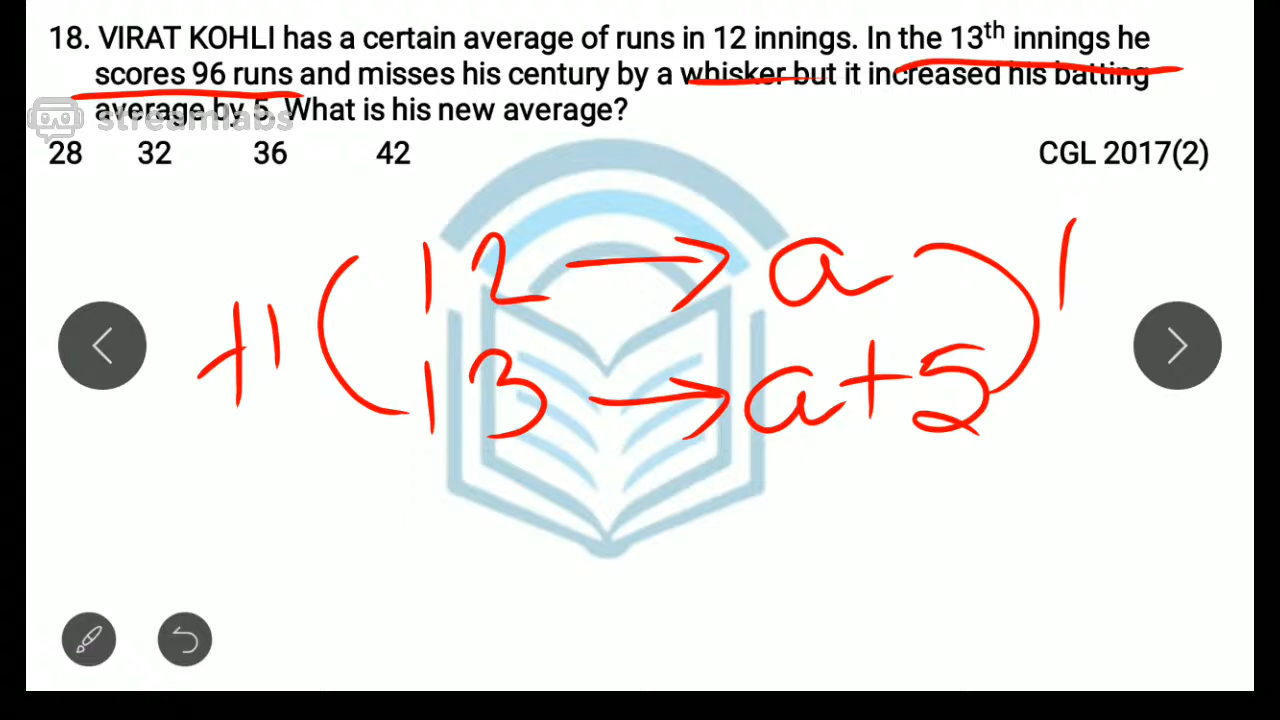 18. VIRAT KOHLI has a certain average of runs in 12 innings. In the 13th innings he
scores 96 runs and misses his century by a whisker but it increased his batting
average by 5. What is his new average?
streamlabs
28 32 36 42 CGL 2017(2)
12 → a
+1 ( ) 1
13 → a+5